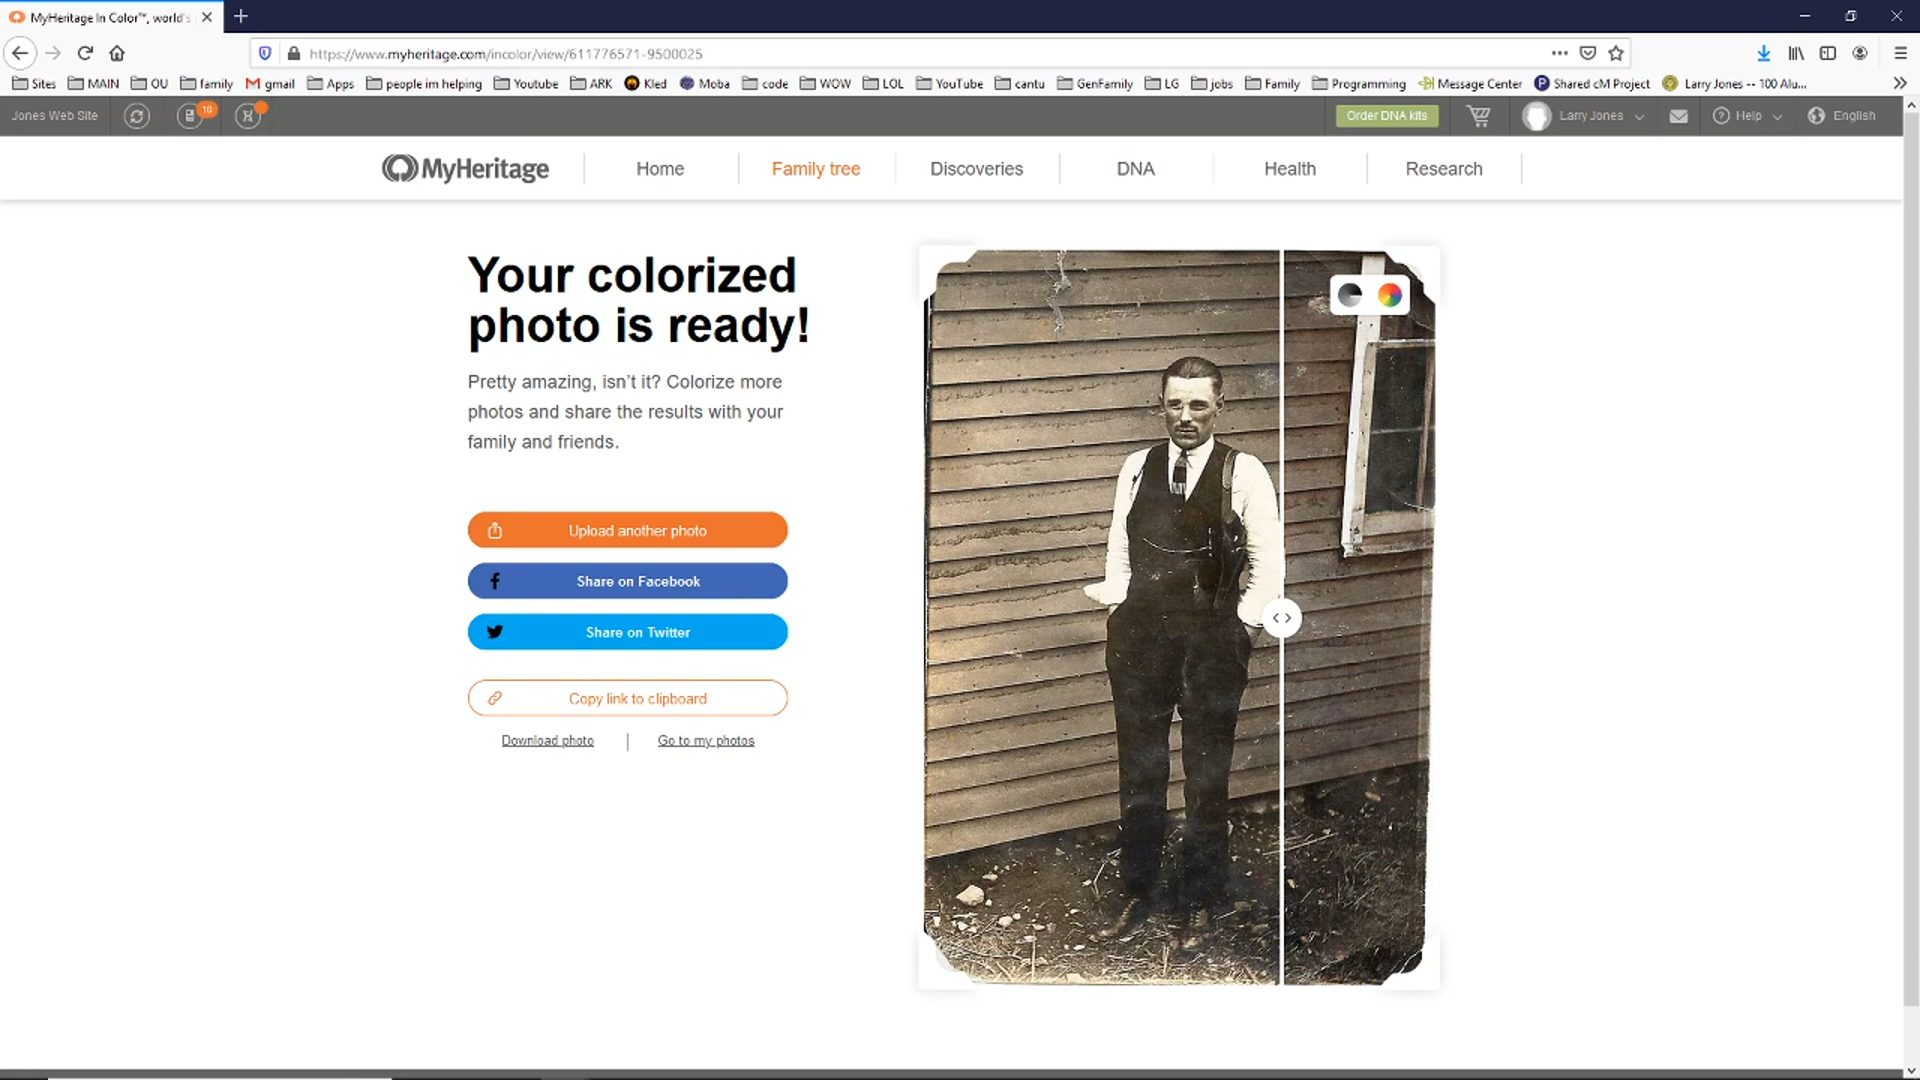 MyHeritage In Color™, world's
https://www.myheritage.com/incolor/view/611776571-9500025
Sites MAIN OU family gmail Apps people im helping Youtube ARK Kled Moba code WOW LOL YouTube cantu GenFamily LG jobs Family Programming Message Center Shared cM Project Larry Jones -- 100 Alu...
Jones Web Site 10 Order DNA kits Larry Jones Help English
MyHeritage Home Family tree Discoveries DNA Health Research
Your colorized
photo is ready!
Pretty amazing, isn't it? Colorize more
photos and share the results with your
family and friends.
Upload another photo
Share on Facebook
Share on Twitter
Copy link to clipboard
Download photo | Go to my photos